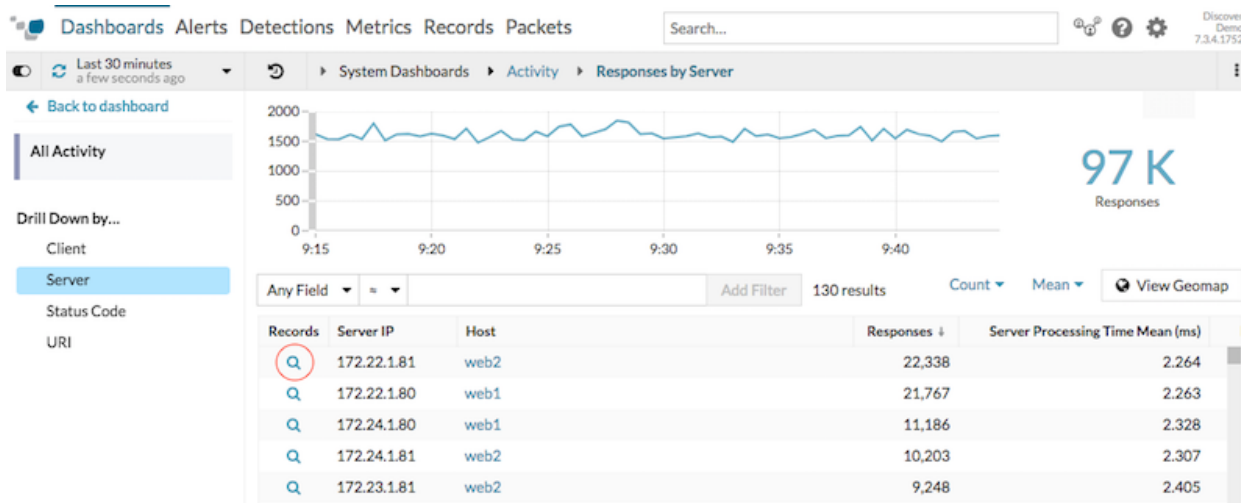 Dashboards Alerts Detections Metrics Records Packets
Search...
Discover
Demo
7.3.4.1752
Last 30 minutes
a few seconds ago
System Dashboards Activity Responses by Server
Back to dashboard
All Activity
Drill Down by...
Client
Server
Status Code
URI
2000
1500
1000
500
0
9:15 9:20 9:25 9:30 9:35 9:40
97 K
Responses
Any Field ≈ Add Filter 130 results Count Mean View Geomap
Records Server IP Host Responses ↓ Server Processing Time Mean (ms)
172.22.1.81 web2 22,338 2.264
172.22.1.80 web1 21,767 2.263
172.24.1.80 web1 11,186 2.328
172.24.1.81 web2 10,203 2.307
172.23.1.81 web2 9,248 2.405